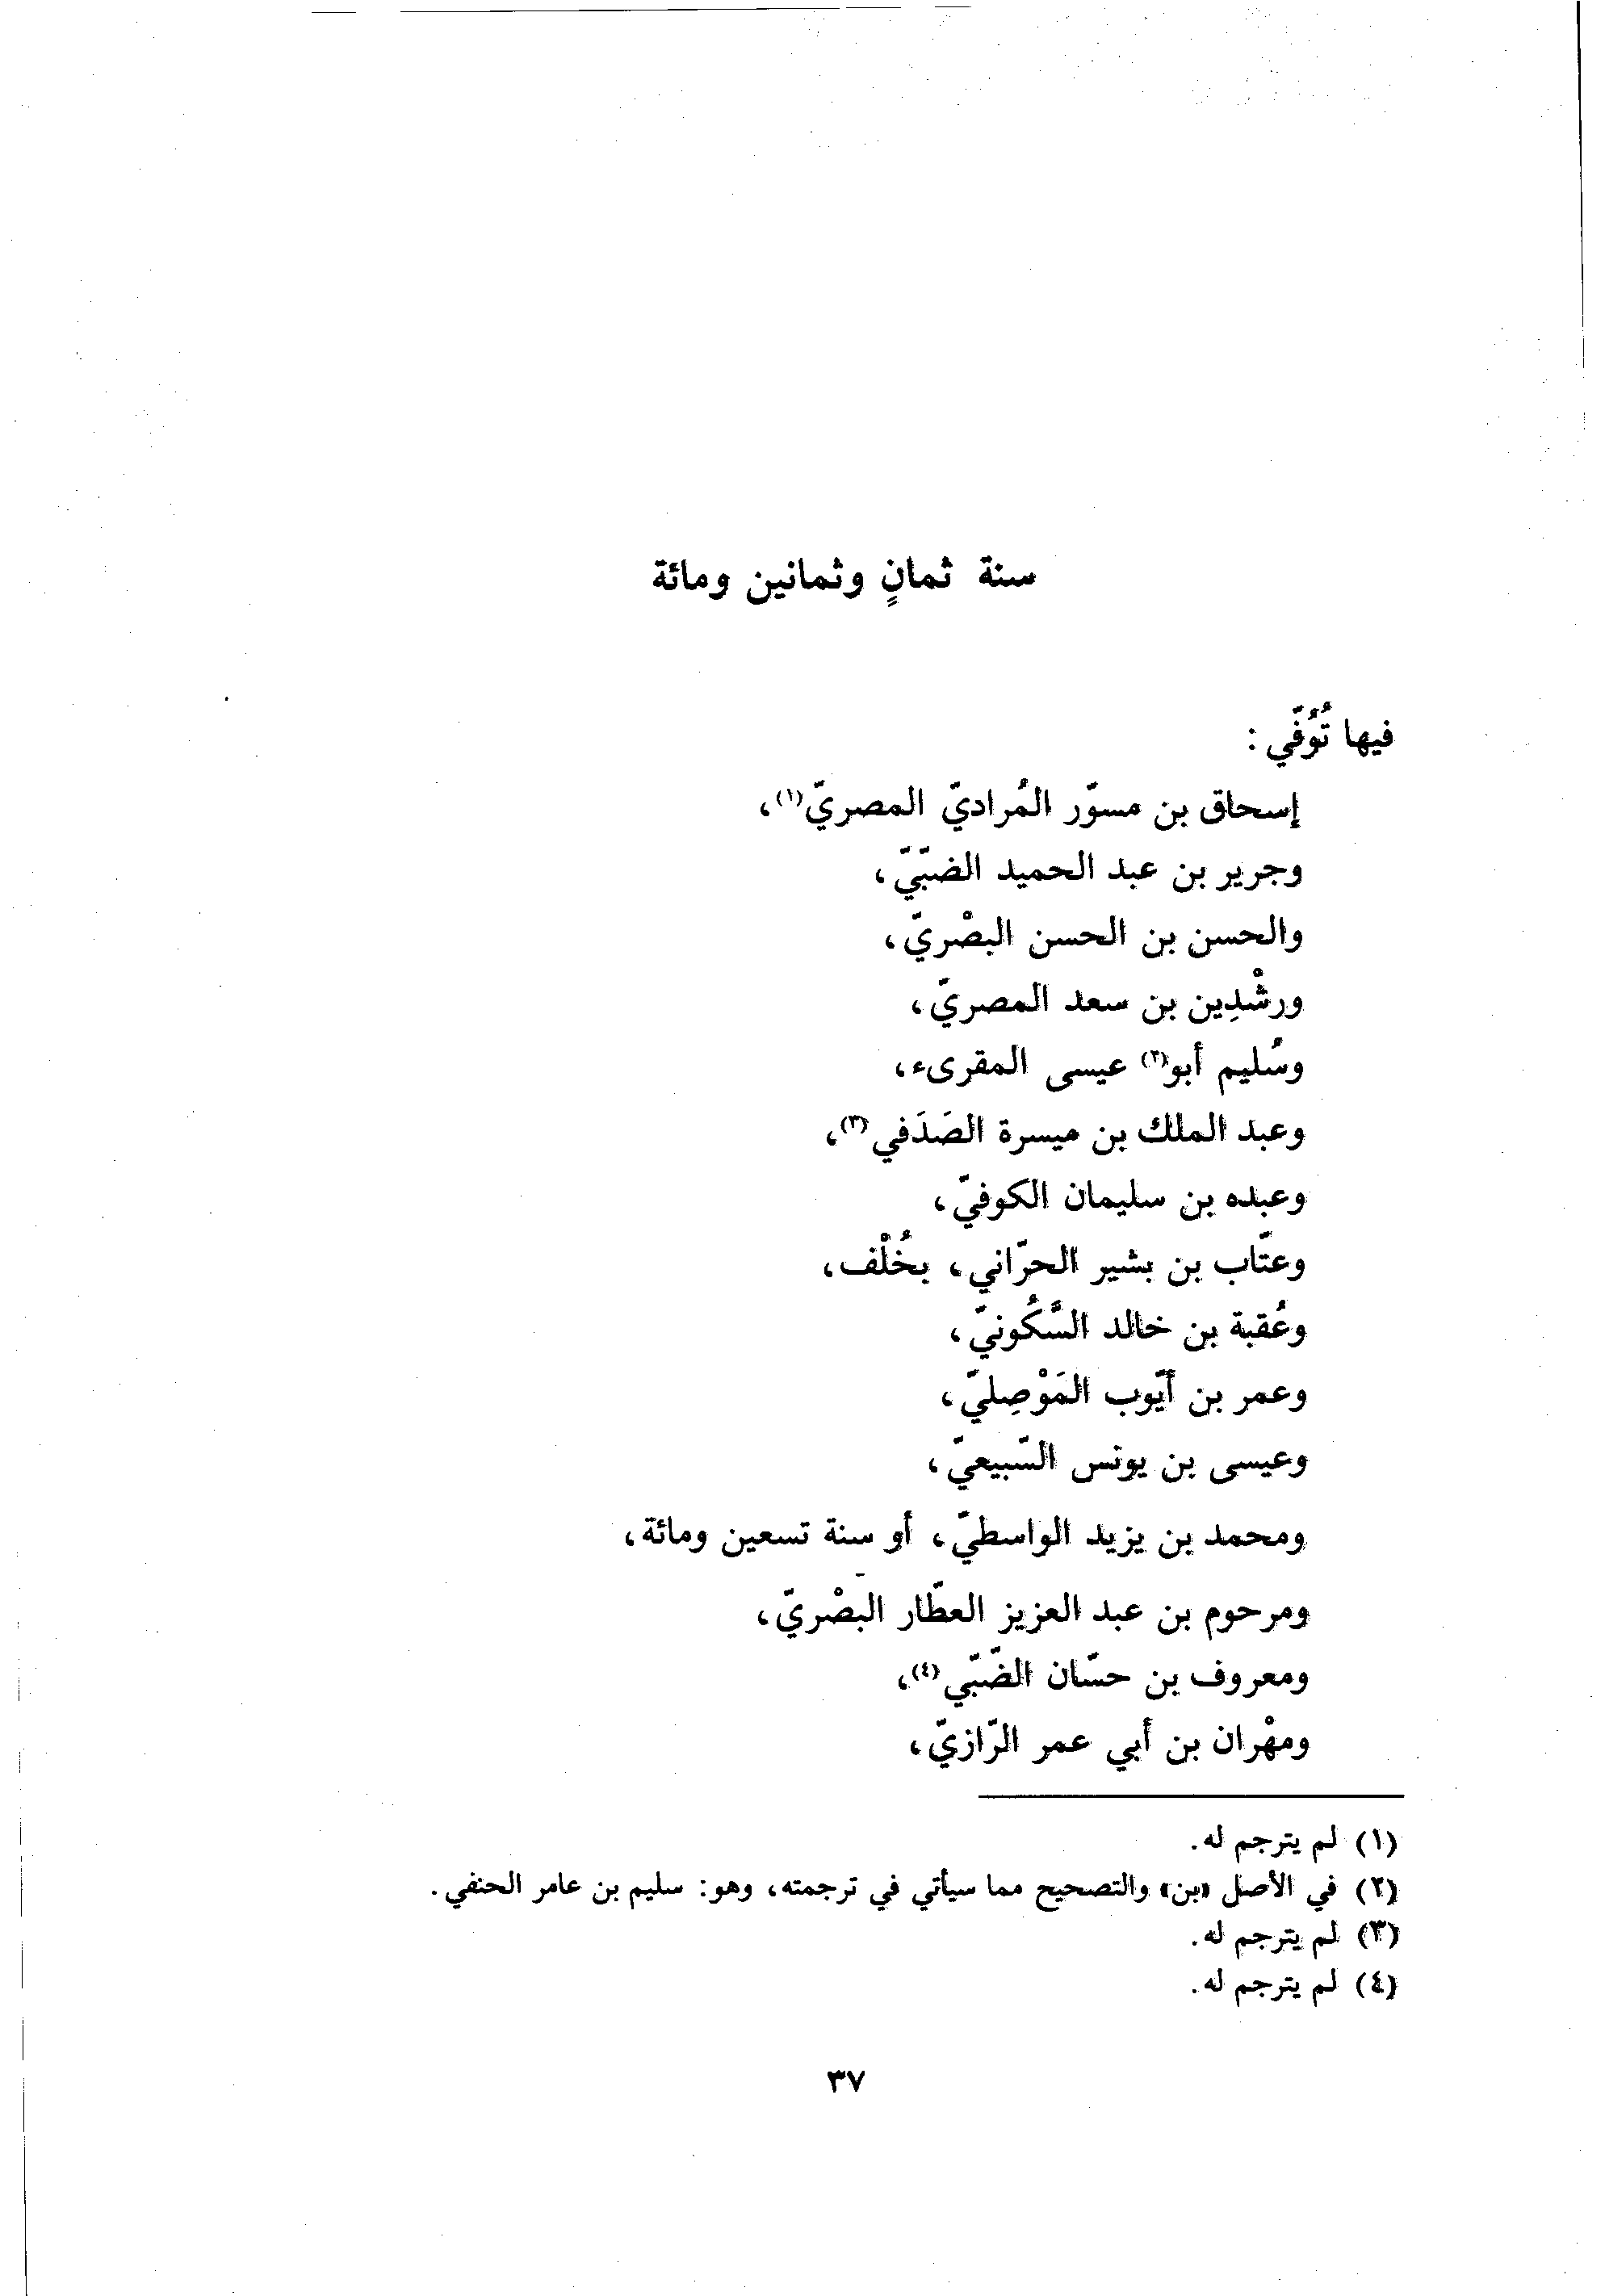 سنة ثمانٍ وثمانين ومائة
فيها تُوُفّي :
إسحاق بن مسوّر المُراديّ المصريّ(١)،
وجرير بن عبد الحميد الضبّيّ،
والحسن بن الحسن البصْريّ،
ورشْدِين بن سعد المصريّ،
وسُليم أبو(٢) عيسى المقرىء،
وعبد الملك بن ميسرة الصَدَفي(٣)،
وعبده بن سليمان الكوفيّ،
وعتّاب بن بشير الحرّاني، بخُلْف،
وعُقبة بن خالد السُّكُونيّ،
وعمر بن أيّوب المَوْصِليّ،
وعيسى بن يونس السّبيعيّ،
ومحمد بن يزيد الواسطيّ، أو سنة تسعين ومائة،
ومرحوم بن عبد العزيز العطّار البصْريّ،
ومعروف بن حسّان الضّبّي(٤)،
ومهْران بن أبي عمر الرّازيّ،
(١) لم يترجم له.
(٢) في الأصل «بن» والتصحيح مما سيأتي في ترجمته، وهو: سليم بن عامر الحنفي.
(٣) لم يترجم له.
(٤) لم يترجم له.
٣٧